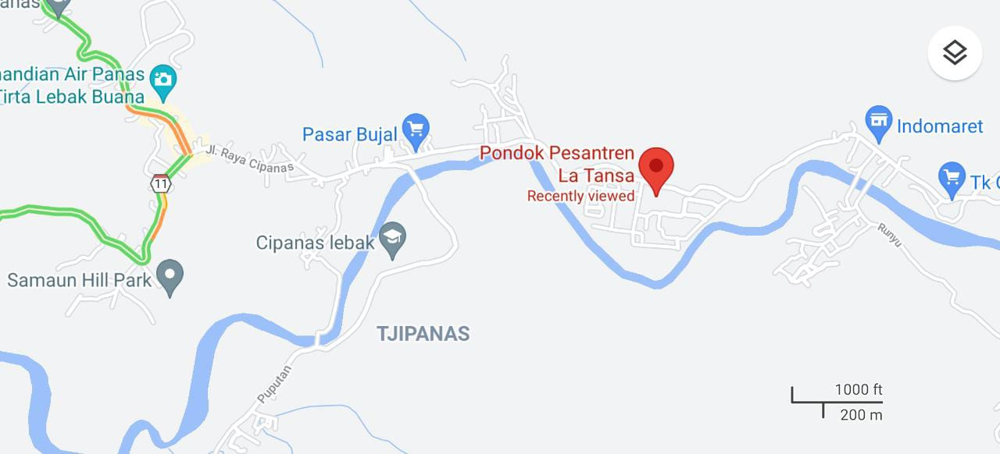 Tirta Lebak Buana
Air Panas
Pasar Bujal
Jl. Raya Cipanas
Pondok Pesantren
La Tansa
Recently viewed
Indomaret
Tk
11
Cipanas lebak
Samaun Hill Park
Runyu
TJIPANAS
Puputan
1000 ft
200 m